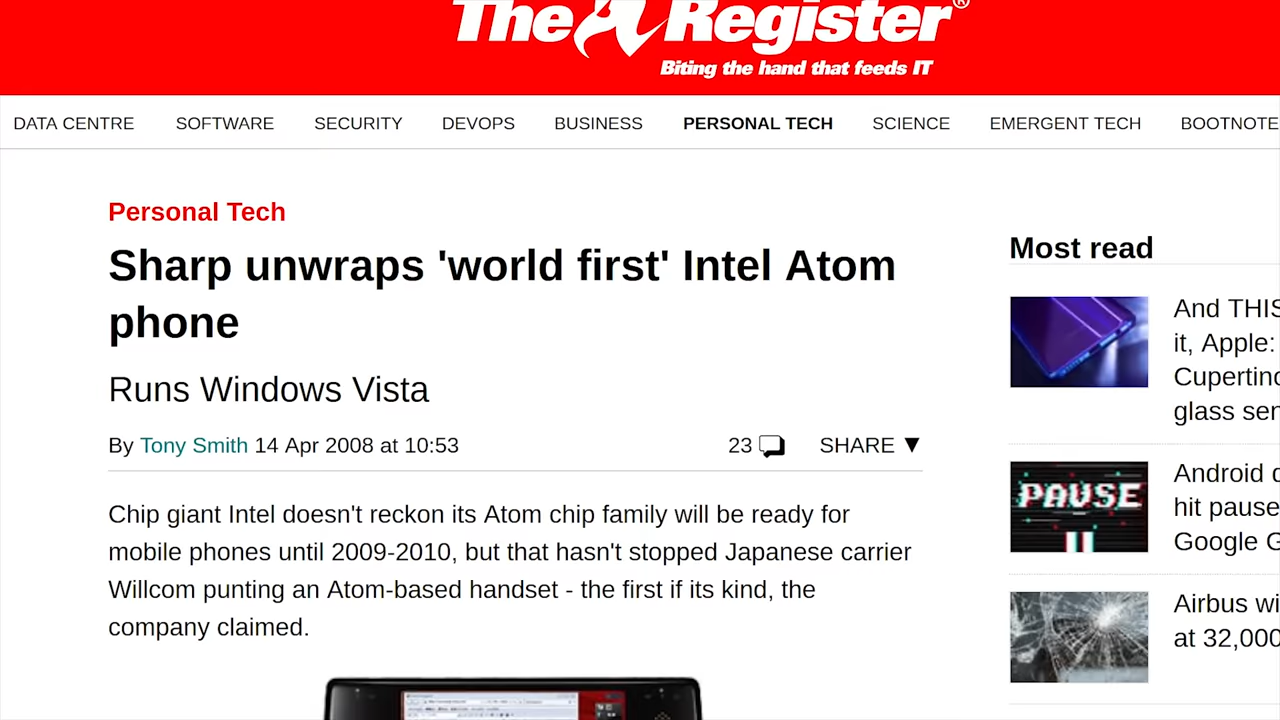 The Register®
Biting the hand that feeds IT
DATA CENTRE SOFTWARE SECURITY DEVOPS BUSINESS PERSONAL TECH SCIENCE EMERGENT TECH BOOTNOTE
Personal Tech
Sharp unwraps 'world first' Intel Atom
phone
Runs Windows Vista
By Tony Smith 14 Apr 2008 at 10:53
23
SHARE ▼
Chip giant Intel doesn't reckon its Atom chip family will be ready for
mobile phones until 2009-2010, but that hasn't stopped Japanese carrier
Willcom punting an Atom-based handset - the first if its kind, the
company claimed.
Most read
And THIS
it, Apple:
Cupertino
glass
Android
hit pause
Google G
PAUSE
Airbus
at 32,000